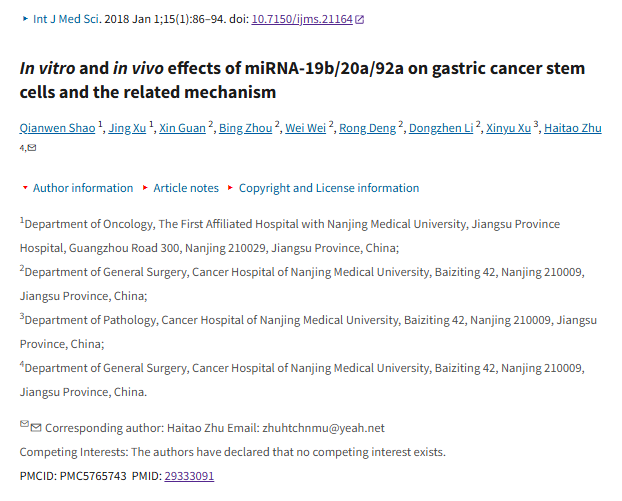 Int J Med Sci. 2018 Jan 1;15(1):86–94. doi: 10.7150/ijms.21164
In vitro and in vivo effects of miRNA-19b/20a/92a on gastric cancer stem
cells and the related mechanism
Qianwen Shao 1, Jing Xu 1, Xin Guan 2, Bing Zhou 2, Wei Wei 2, Rong Deng 2, Dongzhen Li 2, Xinyu Xu 3, Haitao Zhu
4,✉
Author information Article notes Copyright and License information
1Department of Oncology, The First Affiliated Hospital with Nanjing Medical University, Jiangsu Province
Hospital, Guangzhou Road 300, Nanjing 210029, Jiangsu Province, China;
2Department of General Surgery, Cancer Hospital of Nanjing Medical University, Baiziting 42, Nanjing 210009,
Jiangsu Province, China;
3Department of Pathology, Cancer Hospital of Nanjing Medical University, Baiziting 42, Nanjing 210009, Jiangsu
Province, China;
4Department of General Surgery, Cancer Hospital of Nanjing Medical University, Baiziting 42, Nanjing 210009,
Jiangsu Province, China.
✉✉ Corresponding author: Haitao Zhu Email: zhuhtchnmu@yeah.net
Competing Interests: The authors have declared that no competing interest exists.
PMCID: PMC5765743 PMID: 29333091